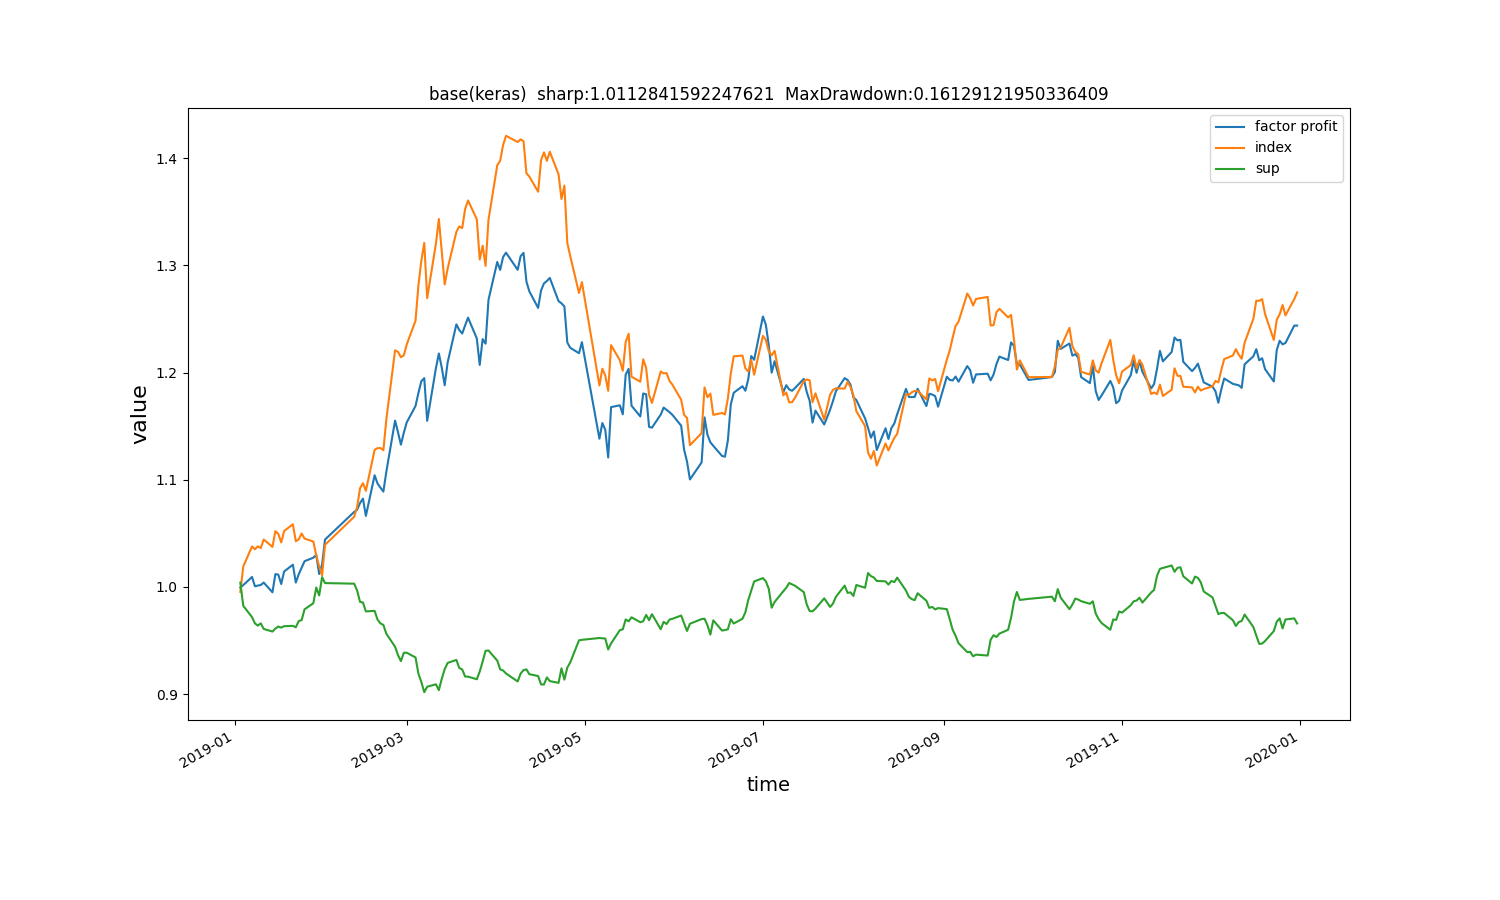 base(keras)  sharp:1.0112841592247621  MaxDrawdown:0.16129121950336409
factor profit
index
sup
value
1.4
1.3
1.2
1.1
1.0
0.9
2019-01
2019-03
2019-05
2019-07
2019-09
2019-11
2020-01
time